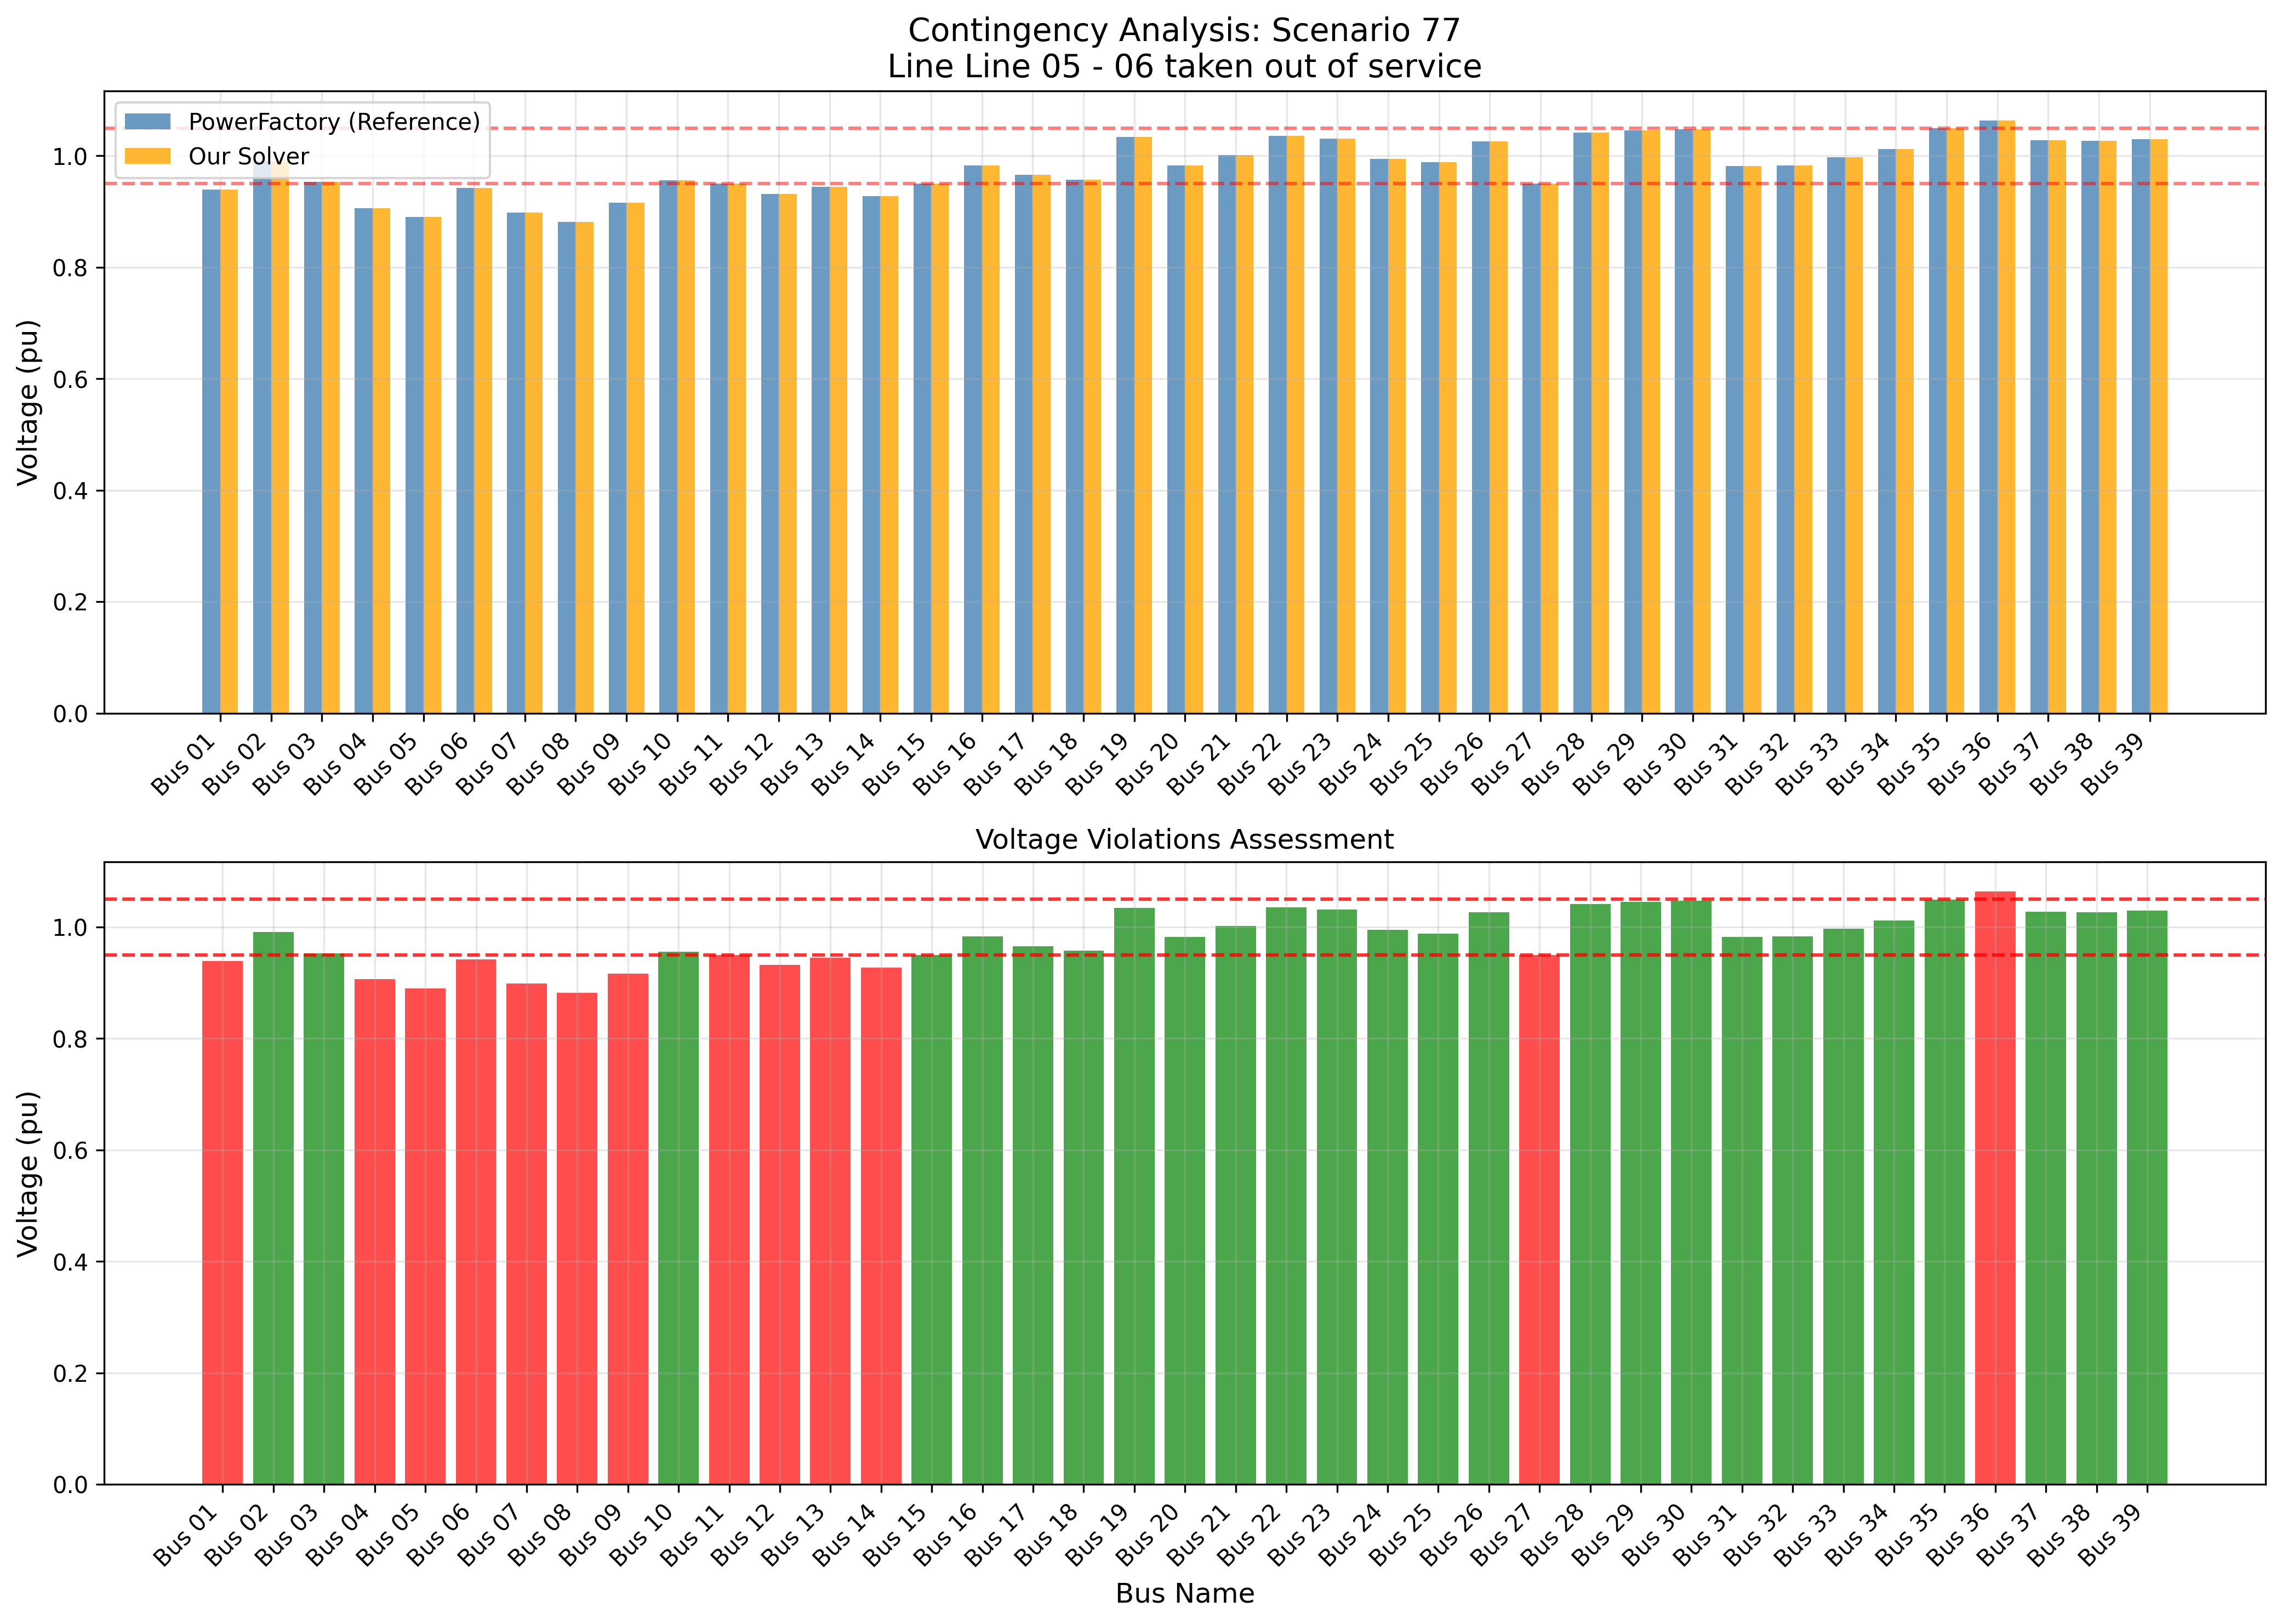 Contingency Analysis: Scenario 77
Line Line 05 - 06 taken out of service
PowerFactory (Reference)
Our Solver
Voltage (pu)
1.0
0.8
0.6
0.4
0.2
0.0
Bus 01
Bus 02
Bus 03
Bus 04
Bus 05
Bus 06
Bus 07
Bus 08
Bus 09
Bus 10
Bus 11
Bus 12
Bus 13
Bus 14
Bus 15
Bus 16
Bus 17
Bus 18
Bus 19
Bus 20
Bus 21
Bus 22
Bus 23
Bus 24
Bus 25
Bus 26
Bus 27
Bus 28
Bus 29
Bus 30
Bus 31
Bus 32
Bus 33
Bus 34
Bus 35
Bus 36
Bus 37
Bus 38
Bus 39
Voltage Violations Assessment
Voltage (pu)
1.0
0.8
0.6
0.4
0.2
0.0
Bus 01
Bus 02
Bus 03
Bus 04
Bus 05
Bus 06
Bus 07
Bus 08
Bus 09
Bus 10
Bus 11
Bus 12
Bus 13
Bus 14
Bus 15
Bus 16
Bus 17
Bus 18
Bus 19
Bus 20
Bus 21
Bus 22
Bus 23
Bus 24
Bus 25
Bus 26
Bus 27
Bus 28
Bus 29
Bus 30
Bus 31
Bus 32
Bus 33
Bus 34
Bus 35
Bus 36
Bus 37
Bus 38
Bus 39
Bus Name